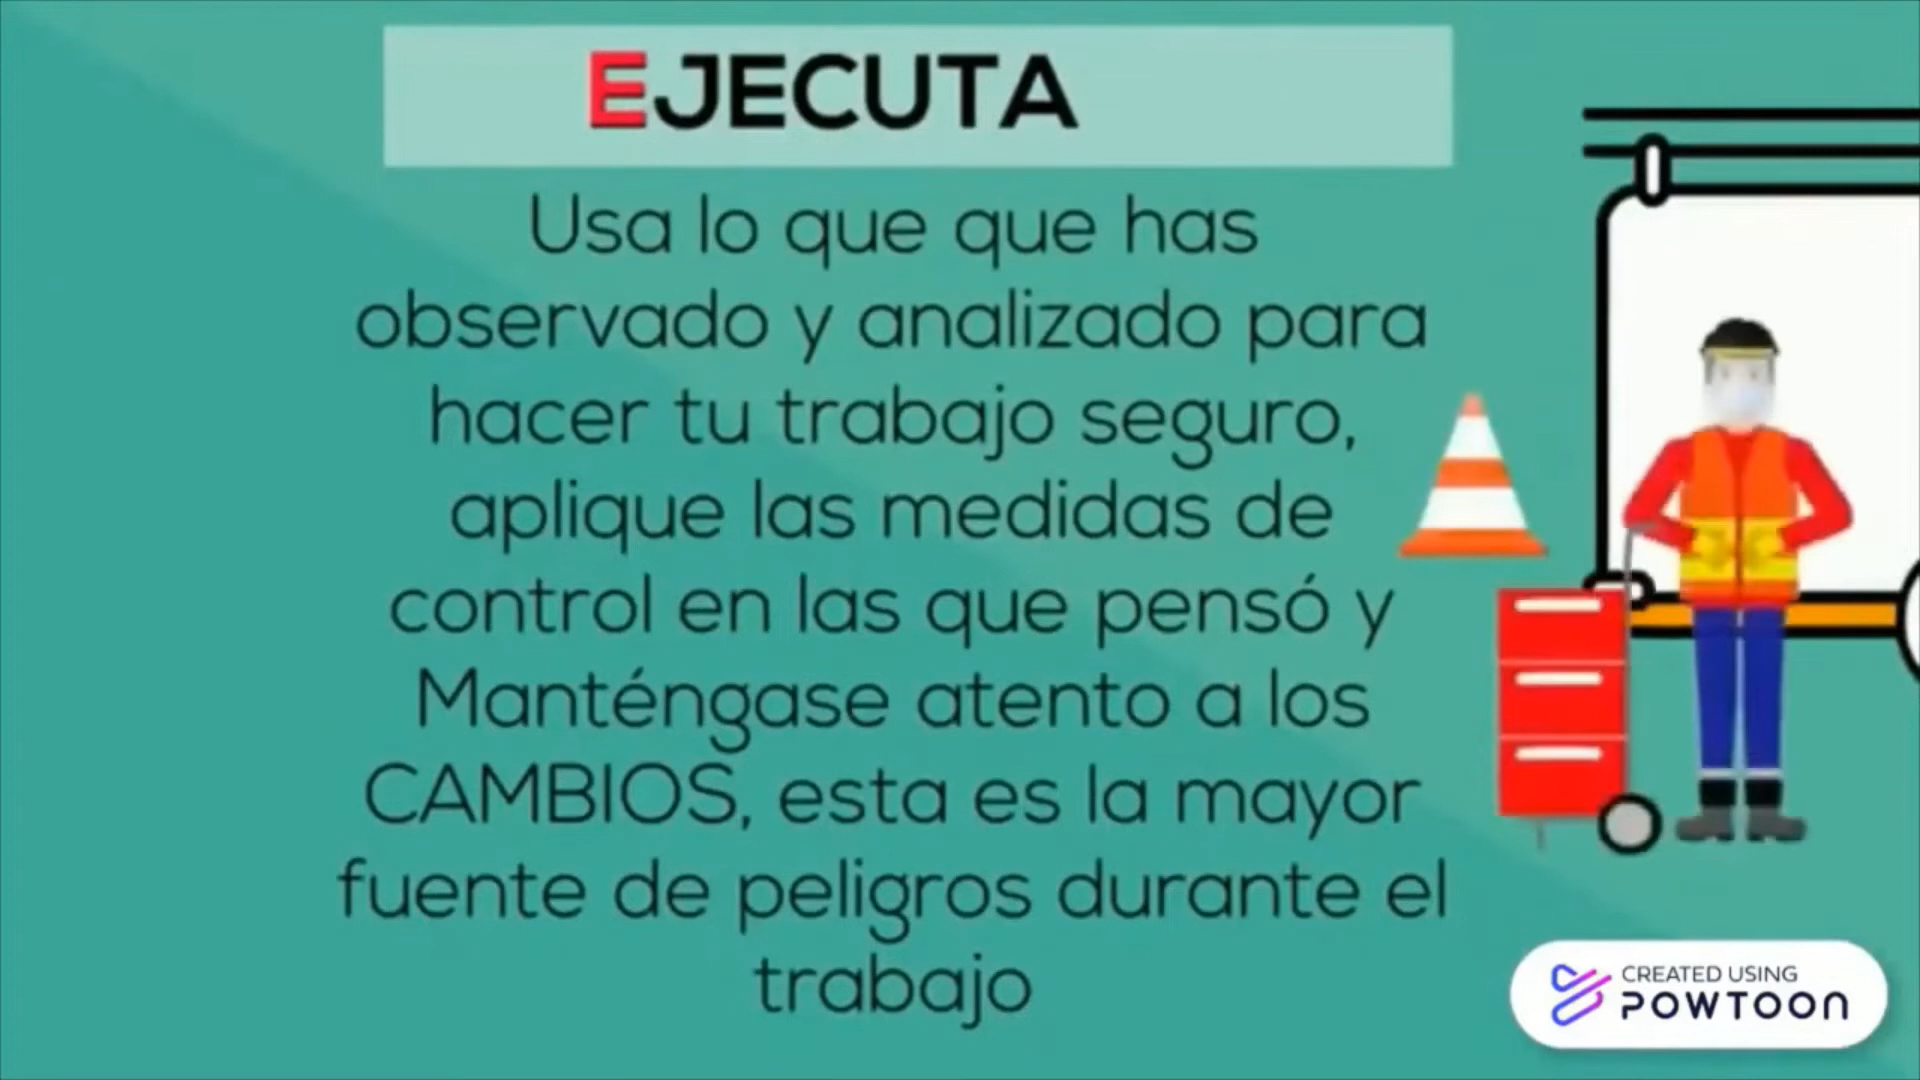 EJECUTA
Usa lo que que has
observado y analizado para
hacer tu trabajo seguro,
aplique las medidas de
control en las que pensó y
Manténgase atento a los
CAMBIOS, esta es la mayor
fuente de peligros durante el
trabajo
CREATED USING
POWTOON